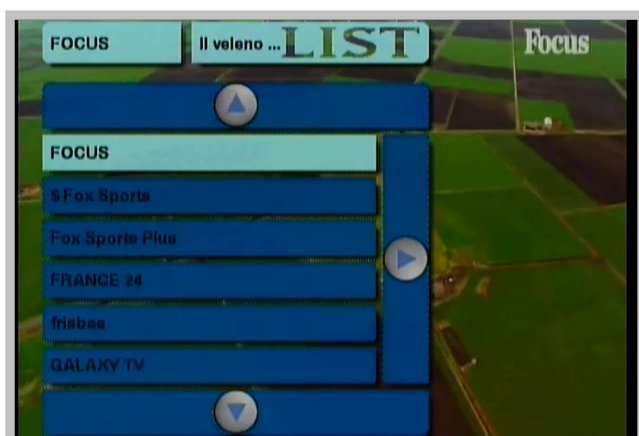 FOCUS Il veleno ... LIST Focus
FOCUS
$ Fox Sports
Fox Sports Plus
FRANCE 24
frisbee
GALAXY TV